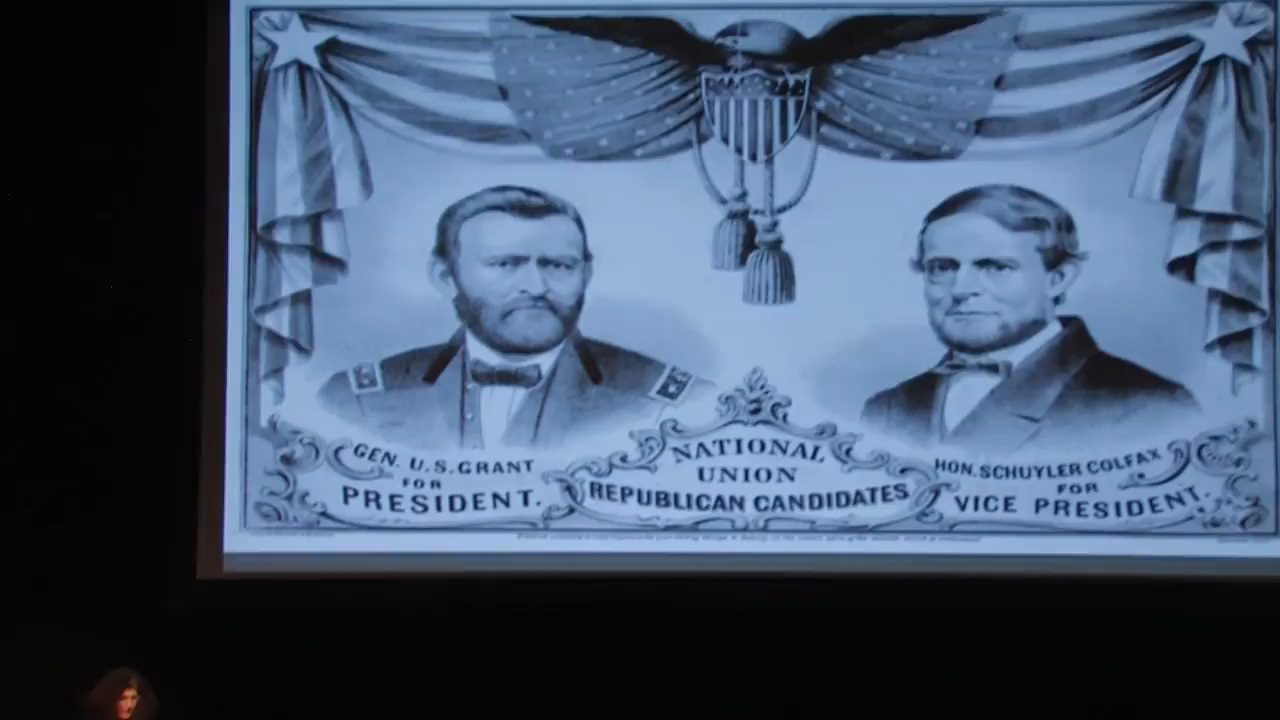 GEN. U.S. GRANT
FOR
PRESIDENT.
NATIONAL
UNION
REPUBLICAN CANDIDATES
HON. SCHUYLER COLFAX
FOR
VICE PRESIDENT.